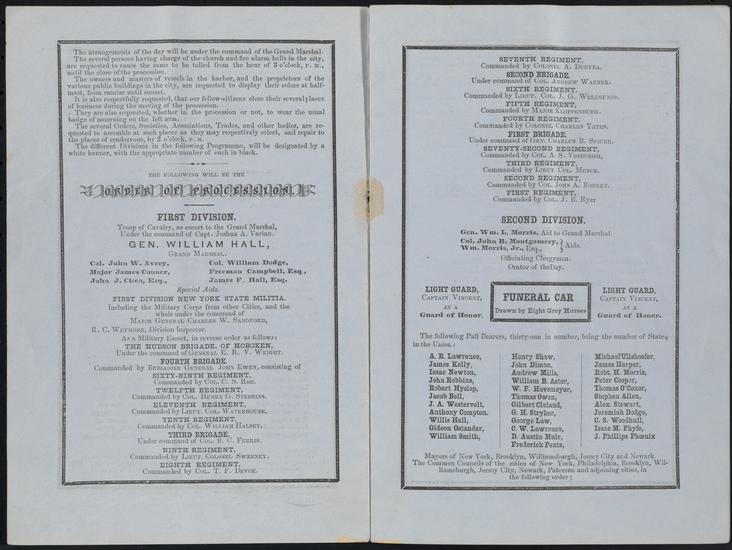 The arrangements of the day will be under the command of the Grand Marshal.
The several persons having charge of the church and fire alarm bells in the city,
are requested to cause the same to be tolled from the hour of 3 o'clock, P. M.,
until the close of the procession.
The owners and masters of vessels in the harbor, and the proprietors of the
various public buildings in the city, are requested to display their colors at half-
mast, from sunrise until sunset.
It is also respectfully requested, that our fellow-citizens close their several places
of business during the moving of the procession.
They are also requested, whether in the procession or not, to wear the usual
badge of mourning on the left arm.
The several Orders, Societies, Associations, Trades, and other bodies, are re-
quested to assemble at such places as they may respectively select, and repair to
the places of rendezvous, by 2 o'clock, P. M.
The different Divisions in the following Programme, will be designated by a
white banner, with the appropriate number of each in black.
THE FOLLOWING WILL BE THE
ORDER OF PROCESSION
FIRST DIVISION.
Troop of Cavalry, as escort to the Grand Marshal,
Under the command of Capt. Joshua A. Varian.
GEN. WILLIAM HALL,
GRAND MARSHAL.
Col. John W. Avery, Col. William Dodge,
Major James Conner, Freeman Campbell, Esq.,
John J. Cisco, Esq., James F. Hall, Esq.
Special Aids.
FIRST DIVISION NEW YORK STATE MILITIA.
Including the Military Corps from other Cities, and the
whole under the command of
MAJOR GENERAL CHARLES W. SANDFORD,
R. C. WETMORE, Division Inspector.
As a Military Escort, in reverse order as follows:
THE HUDSON BRIGADE, OF HOBOKEN,
Under the command of GENERAL E. R. V. WRIGHT.
FOURTH BRIGADE.
Commanded by BRIGADIER GENERAL JOHN EWEN, consisting of
SIXTY-NINTH REGIMENT,
Commanded by COL. C. S. ROE.
TWELFTH REGIMENT,
Commanded by COL. HENRY G. STEBBINS.
ELEVENTH REGIMENT,
Commanded by LIEUT. COL. WATERHOUSE.
TENTH REGIMENT,
Commanded by COL. WILLIAM HALSEY.
THIRD BRIGADE.
Under command of COL. B. C. FERRIS.
NINTH REGIMENT,
Commanded by LIEUT. COLONEL SWEENEY.
EIGHTH REGIMENT,
Commanded by COL. T. F. DEVOE.
SEVENTH REGIMENT,
Commanded by COLONEL A. DURYEA.
SECOND BRIGADE.
Under command of COL. ANDREW WARNER.
SIXTH REGIMENT,
Commanded by LIEUT. COL. J. G.
FIFTH REGIMENT,
Commanded by MAJOR
FOURTH REGIMENT,
Commanded by COLONEL CHARLES YATES.
FIRST BRIGADE.
Under command of GEN. CHARLES B. SPICER.
SEVENTY-SECOND REGIMENT,
Commanded by COL. A. S. VOSBURGH,
THIRD REGIMENT,
Commanded by LIEUT COL. MENCK.
SECOND REGIMENT,
Commanded by COL. JOHN A. BOGERT.
FIRST REGIMENT,
Commanded by COL. J. B. Ryer
SECOND DIVISION.
Gen. Wm. L. Morris, Aid to Grand Marshal.
Col. John B. Montgomery, } Aids.
Wm. Morris, Jr., Esq.,
Officiating Clergymen.
Orator of theDay.
LIGHT GUARD,
CAPTAIN VINCENT,
AS A
Guard of Honor.
FUNERAL CAR
Drawn by Eight Grey Horses
LIGHT GUARD,
CAPTAIN VINCENT,
AS A
Guard of Honor.
The following Pall Bearers, thirty-one in number, being the number of States
in the Union:
A. R. Lawrence,
James Kelly,
Isaac Newton,
John Robbins,
Robert Hyslop,
Jacob Bell,
J. A. Westervelt,
Anthony Compton.
Willis Hall,
Gideon Ostander,
William Smith,
Henry Shaw,
John Dimon,
Andrew Mills,
William B. Astor,
W. F. Havemeyer,
Thomas Owen,
Gilbert Cleland,
G. H. Stryker,
George Law,
C. W. Lawrence,
D. Austin Muir,
Frederick Pentz,
MichaelUllshoefer,
James Harper,
Robt. H. Morris,
Peter Cooper,
Thomas O'Conor,
Stephen Allen,
Alex. Stewart,
Jeremiah Dodge,
C. S. Woodhull,
Isaac M. Phyfe,
J. Phillips Phœnix
Mayors of New York, Brooklyn, Williamsburgh, Jersey City and Newark.
The Common Councils of the cities of New York, Philadelphia, Brooklyn, Wil-
liamsburgh, Jersey City, Newark, Paterson and adjoining cities, in
the following order;